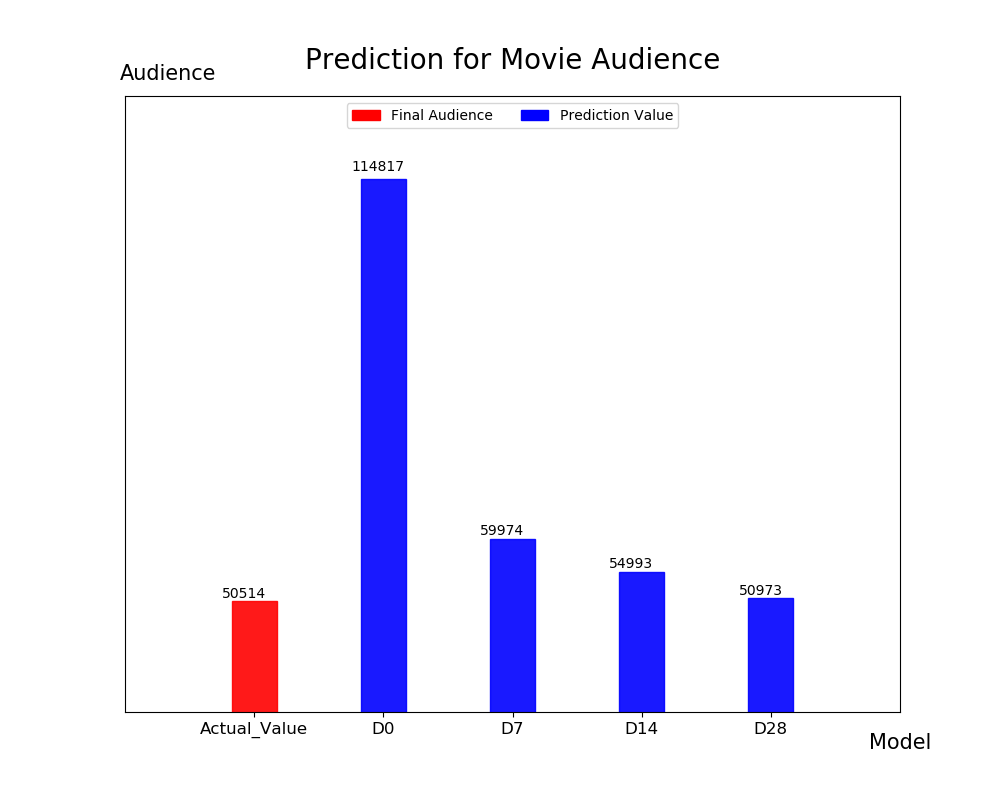 Prediction for Movie Audience
Audience
Final Audience
Prediction Value
114817
59974
54993
50973
50514
Actual_Value
D0
D7
D14
D28
Model